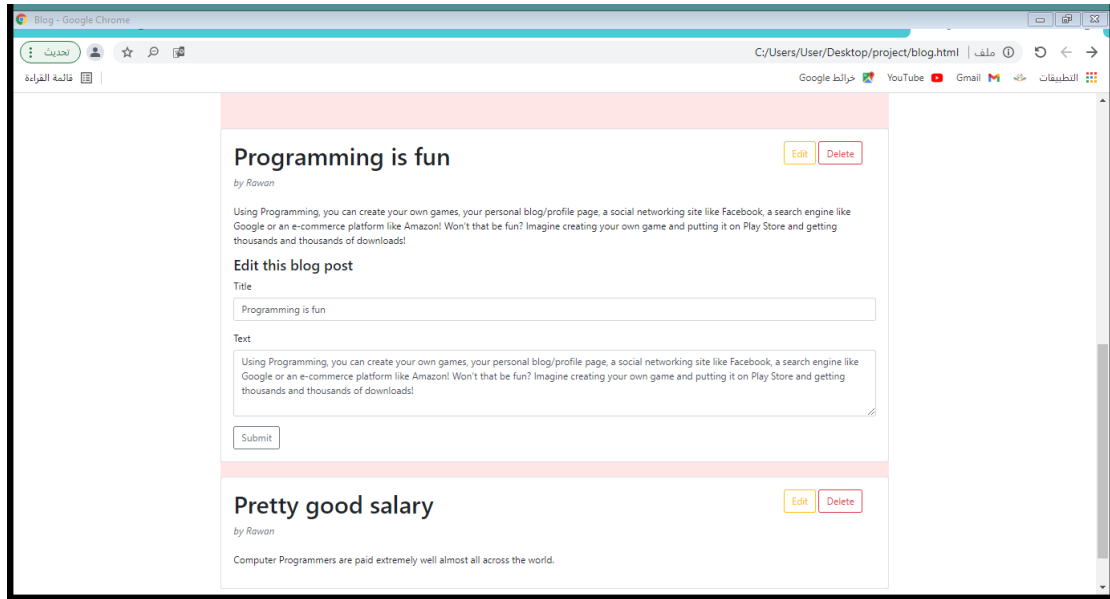 Blog - Google Chrome
تحديث
C:/Users/User/Desktop/project/blog.html | ملف
قائمة القراءة
التطبيقات Gmail YouTube خرائط Google
Programming is fun
Edit Delete
by Rawan
Using Programming, you can create your own games, your personal blog/profile page, a social networking site like Facebook, a search engine like
Google or an e-commerce platform like Amazon! Won't that be fun? Imagine creating your own game and putting it on Play Store and getting
thousands and thousands of downloads!
Edit this blog post
Title
Programming is fun
Text
Using Programming, you can create your own games, your personal blog/profile page, a social networking site like Facebook, a search engine like
Google or an e-commerce platform like Amazon! Won't that be fun? Imagine creating your own game and putting it on Play Store and getting
thousands and thousands of downloads!
Submit
Pretty good salary
Edit Delete
by Rawan
Computer Programmers are paid extremely well almost all across the world.